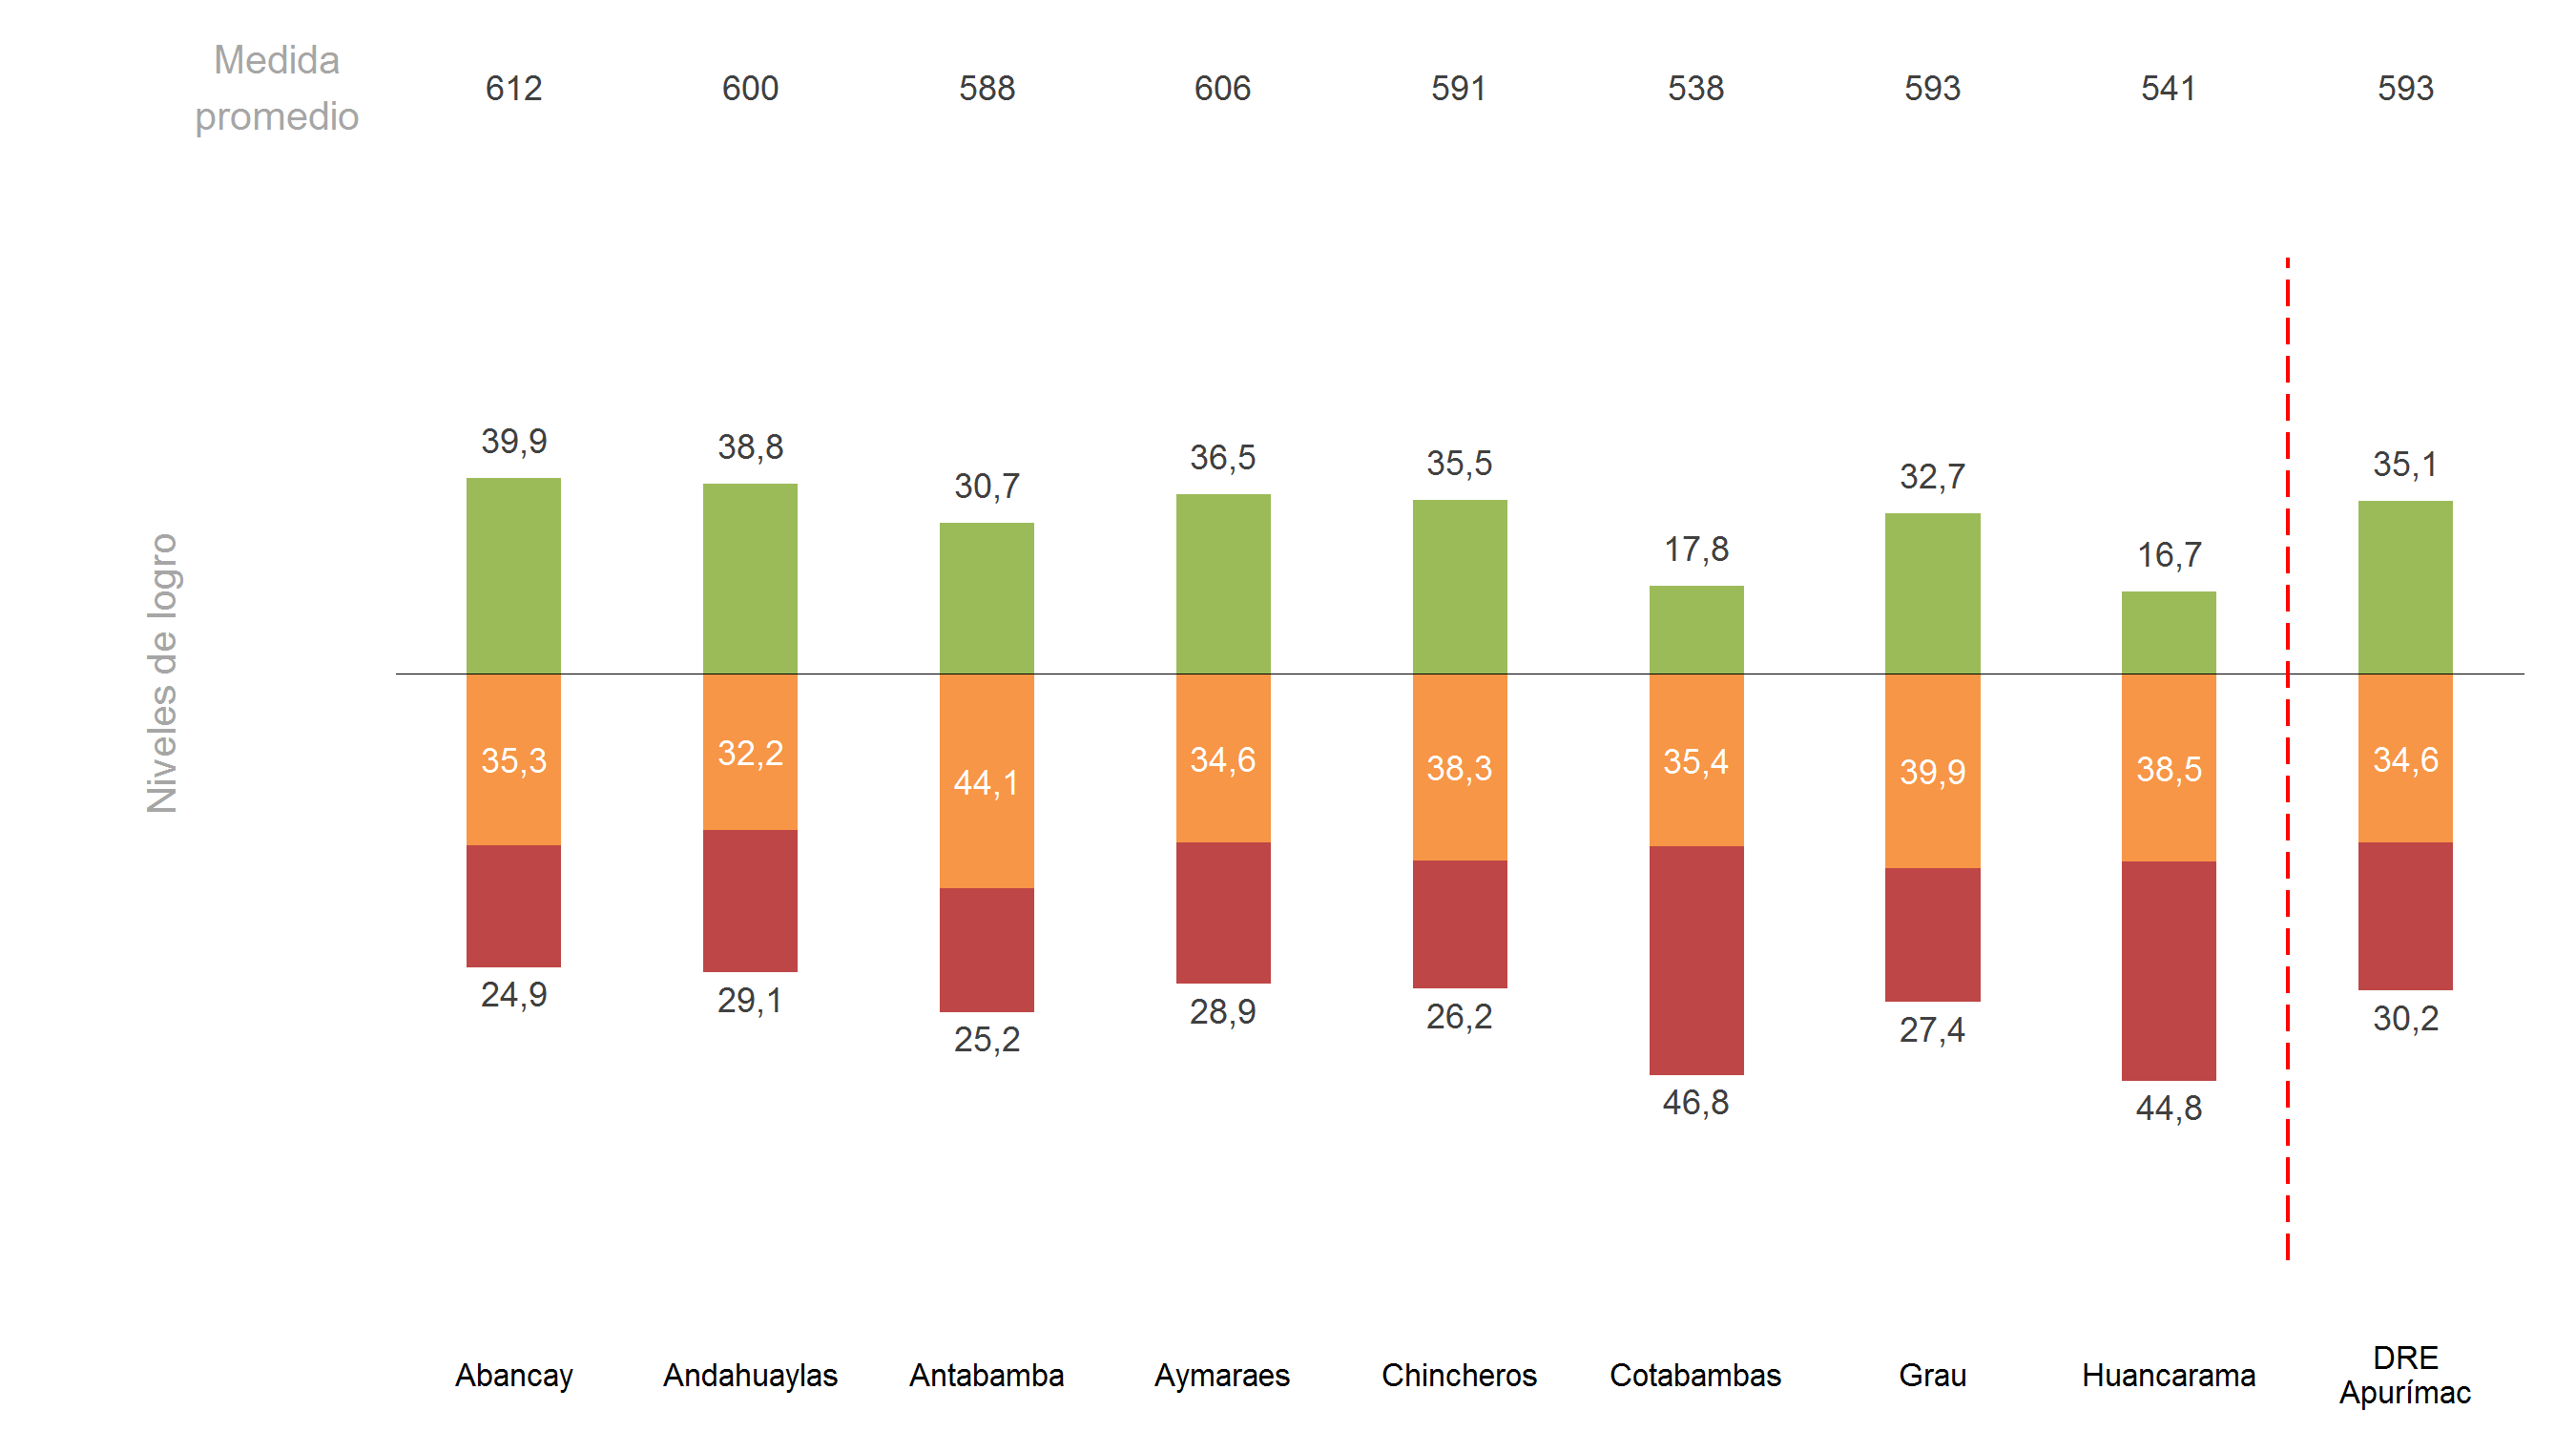 Medida
promedio
612 600 588 606 591 538 593 541 593
Niveles de logro
39,9 38,8 30,7 36,5 35,5 17,8 32,7 16,7 35,1
35,3 32,2 44,1 34,6 38,3 35,4 39,9 38,5 34,6
24,9 29,1 25,2 28,9 26,2 46,8 27,4 44,8 30,2
Abancay Andahuaylas Antabamba Aymaraes Chincheros Cotabambas Grau Huancarama DRE
Apurímac